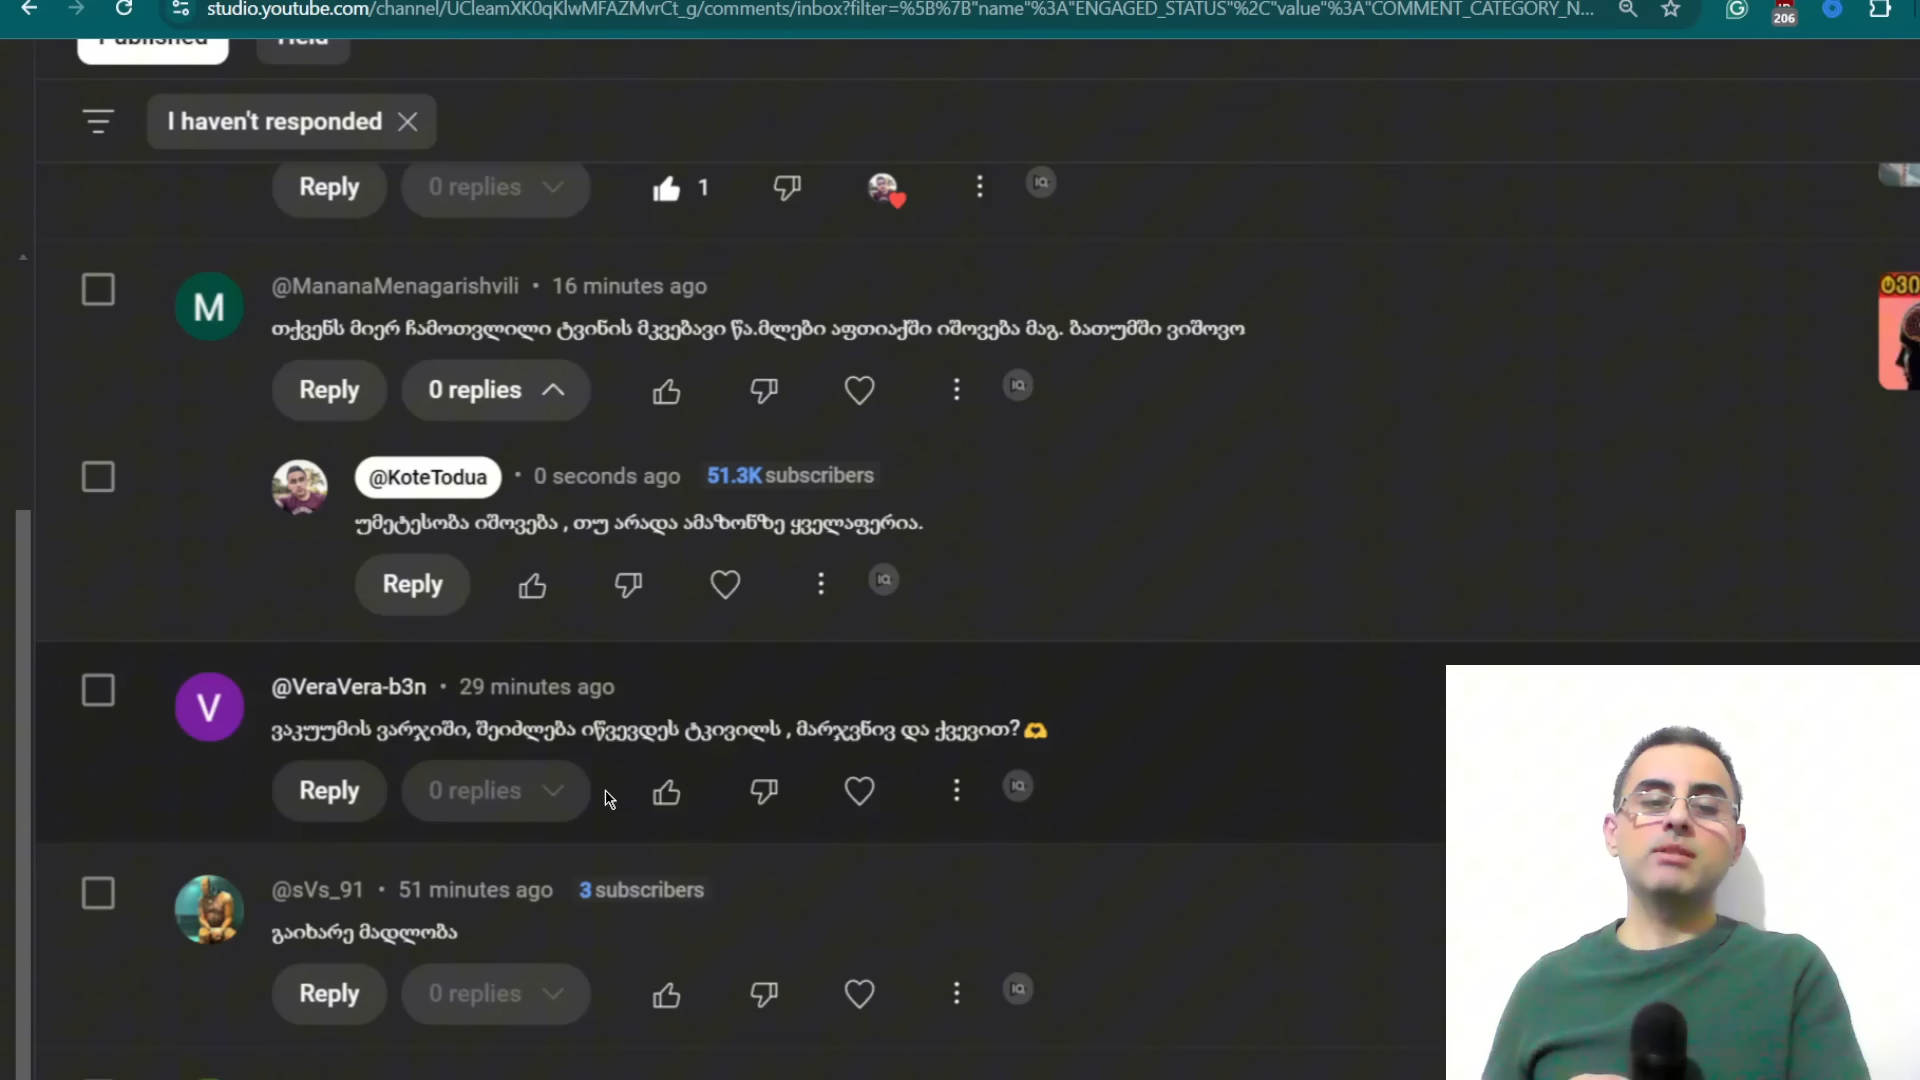 studio.youtube.com/channel/UCleamXK0qKlwMFAZMvrCt_g/comments/inbox?filter=%5B%7B"name"%3A"ENGAGED_STATUS"%2C"value"%3A"COMMENT_CATEGORY_N...
206
Published
Held
I haven't responded
Reply
0 replies
1
@MananaMenagarishvili • 16 minutes ago
თქვენს მიერ ჩამოთვლილი ტვინის მკვებავი წა.მლები აფთიაქში იშოვება მაგ. ბათუმში ვიშოვო
Reply
0 replies
@KoteTodua • 0 seconds ago 51.3K subscribers
უმეტესობა იშოვება , თუ არადა ამაზონზე ყველაფერია.
Reply
@VeraVera-b3n • 29 minutes ago
ვაკუუმის ვარჯიში, შეიძლება იწვევდეს ტკივილს , მარჯვნივ და ქვევით?🫶
Reply
0 replies
V
M
@sVs_91 • 51 minutes ago 3 subscribers
გაიხარე მადლობა
Reply
0 replies